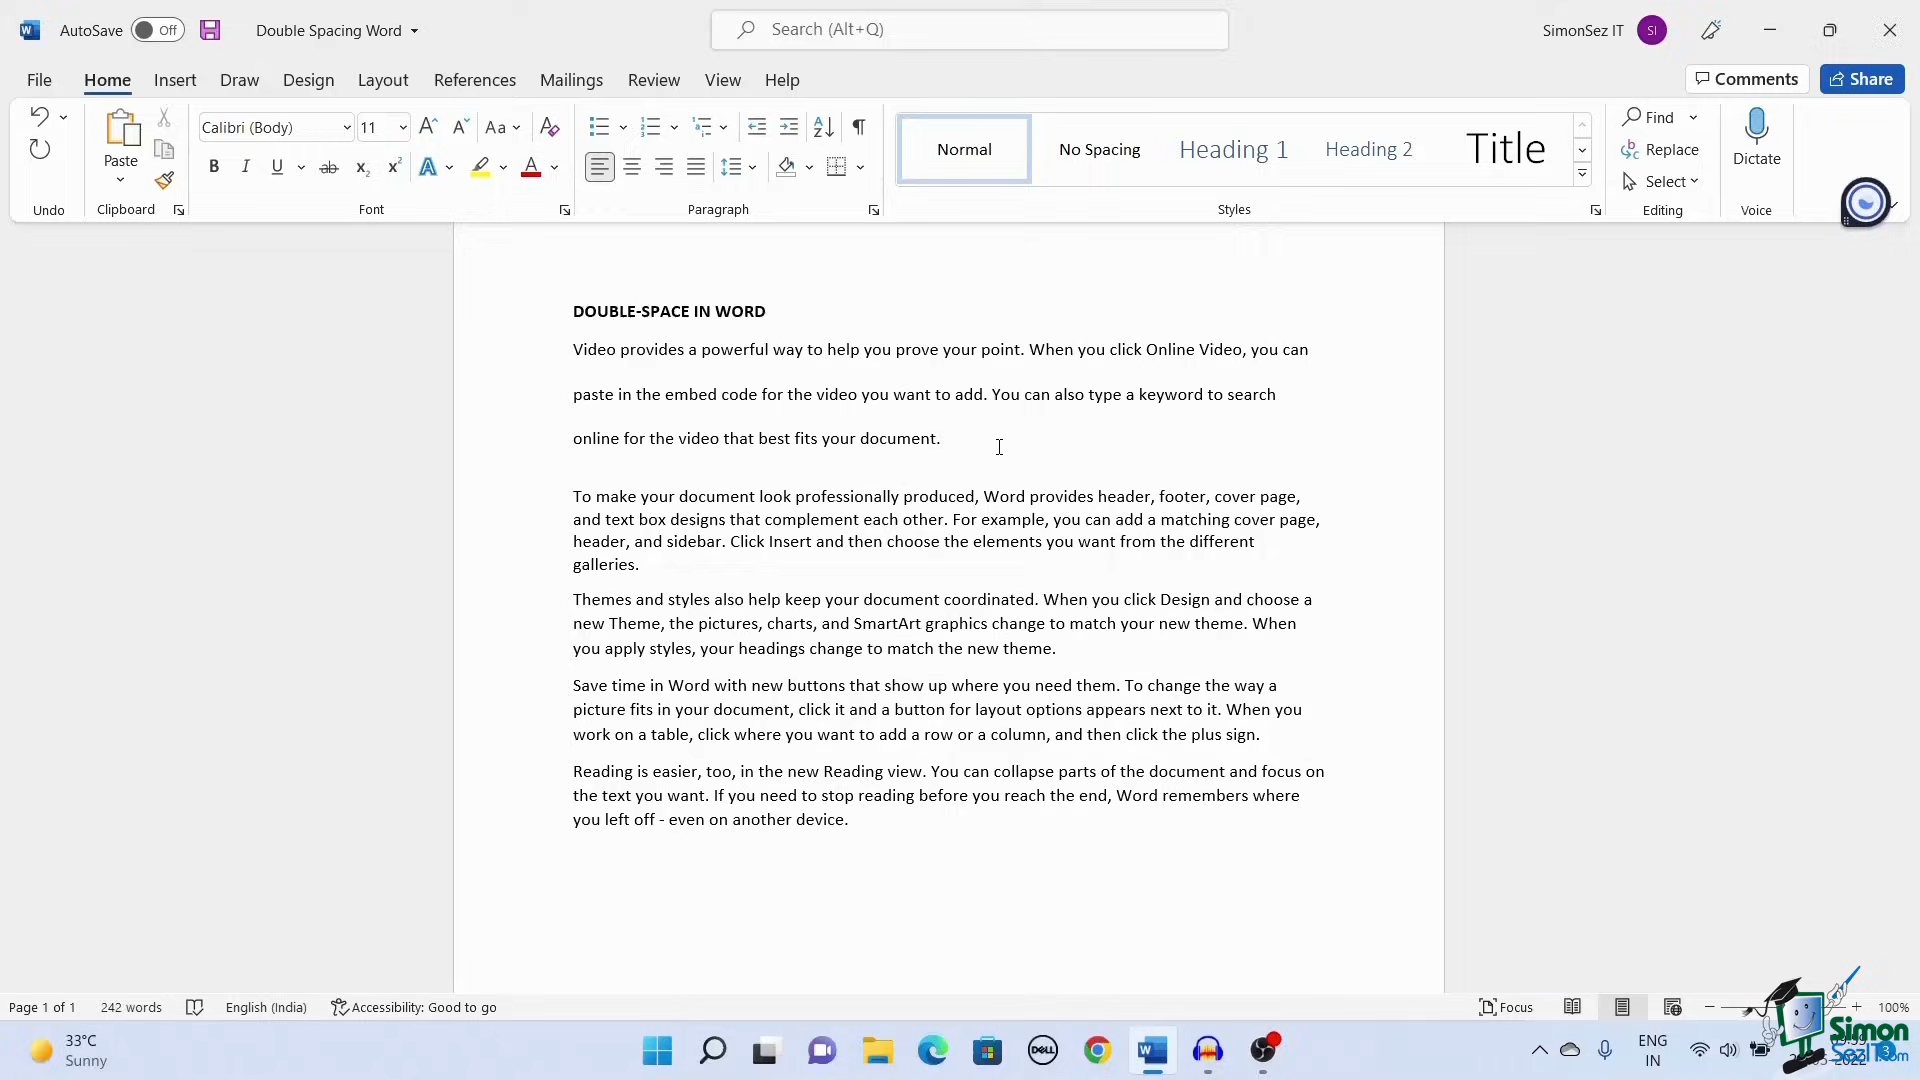 AutoSave Off Double Spacing Word Search (Alt+Q) SimonSez IT SI
File Home Insert Draw Design Layout References Mailings Review View Help Comments Share
Calibri (Body) 11 Aa
Paste
B I U ab x₂ x² A A
Normal No Spacing Heading 1 Heading 2 Title
Find
Replace
Select
Dictate
Undo Clipboard Font Paragraph Styles Editing Voice
DOUBLE-SPACE IN WORD
Video provides a powerful way to help you prove your point. When you click Online Video, you can
paste in the embed code for the video you want to add. You can also type a keyword to search
online for the video that best fits your document.
To make your document look professionally produced, Word provides header, footer, cover page,
and text box designs that complement each other. For example, you can add a matching cover page,
header, and sidebar. Click Insert and then choose the elements you want from the different
galleries.
Themes and styles also help keep your document coordinated. When you click Design and choose a
new Theme, the pictures, charts, and SmartArt graphics change to match your new theme. When
you apply styles, your headings change to match the new theme.
Save time in Word with new buttons that show up where you need them. To change the way a
picture fits in your document, click it and a button for layout options appears next to it. When you
work on a table, click where you want to add a row or a column, and then click the plus sign.
Reading is easier, too, in the new Reading view. You can collapse parts of the document and focus on
the text you want. If you need to stop reading before you reach the end, Word remembers where
you left off - even on another device.
Page 1 of 1 242 words English (India) Accessibility: Good to go Focus 100%
33°C
Sunny
DELL
ENG
IN
Simon
SezIT.com
3